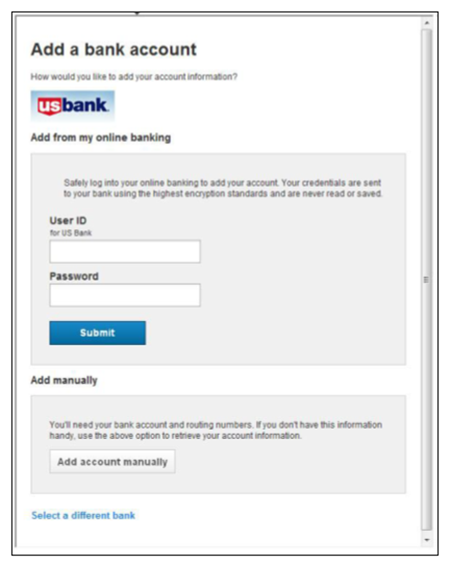 Add a bank account
How would you like to add your account information?
usbank.
Add from my online banking
Safely log into your online banking to add your account. Your credentials are sent
to your bank using the highest encryption standards and are never read or saved.
User ID
for US Bank
Password
Submit
Add manually
You'll need your bank account and routing numbers. If you don't have this information
handy, use the above option to retrieve your account information.
Add account manually
Select a different bank